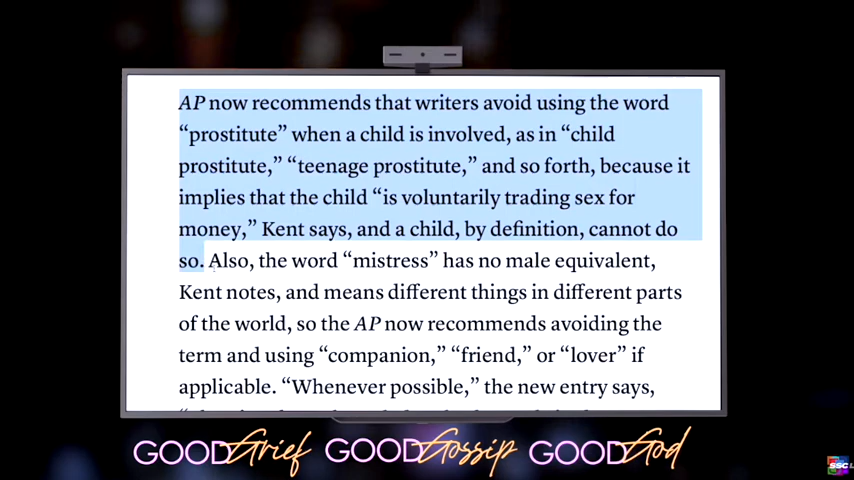 AP now recommends that writers avoid using the word
“prostitute” when a child is involved, as in “child
prostitute,” “teenage prostitute,” and so forth, because it
implies that the child “is voluntarily trading sex for
money,” Kent says, and a child, by definition, cannot do
so. Also, the word “mistress” has no male equivalent,
Kent notes, and means different things in different parts
of the world, so the AP now recommends avoiding the
term and using “companion,” “friend,” or “lover” if
applicable. “Whenever possible,” the new entry says,
GOOD Grief GOOD Gossip GOOD God
SSC L